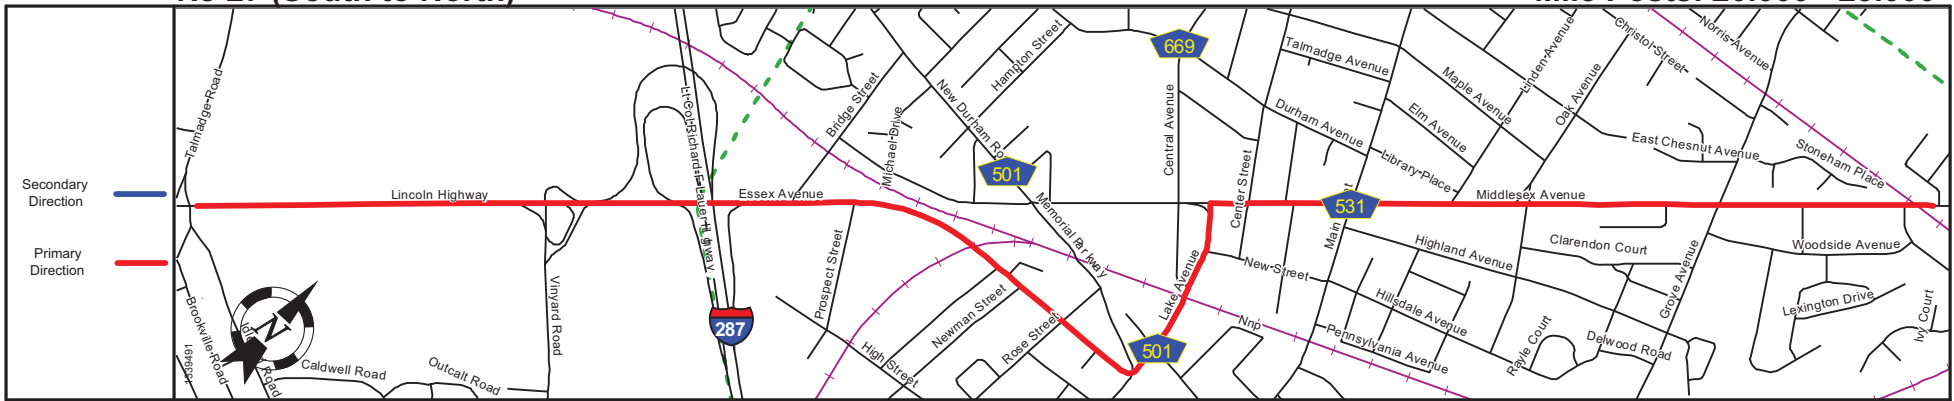 Secondary
Direction
Primary
Direction
Talmadge Road
Lincoln Highway
Brookville Road
1339491
N
Caldwell Road
Outcalt Road
Vinyard Road
Lt Col Richard F Lauer Highway
287
Essex Avenue
Bridge Street
Michael Drive
Prospect Street
High Street
Newman Street
Rose Street
New Durham Road
Hampton Street
501
Memorial Parkway
501
Lake Avenue
669
Central Avenue
Center Street
New Street
Nnp
Talmadge Avenue
Durham Avenue
Library Place
Elm Avenue
Maple Avenue
531
Middlesex Avenue
Highland Avenue
Hillsdale Avenue
Pennsylvania Avenue
Rayle Court
Delwood Road
Clarendon Court
Grove Avenue
Linden Avenue
Oak Avenue
Christol Street
Norris Avenue
East Chesnut Avenue
Stoneham Place
Woodside Avenue
Lexington Drive
Ivy Court